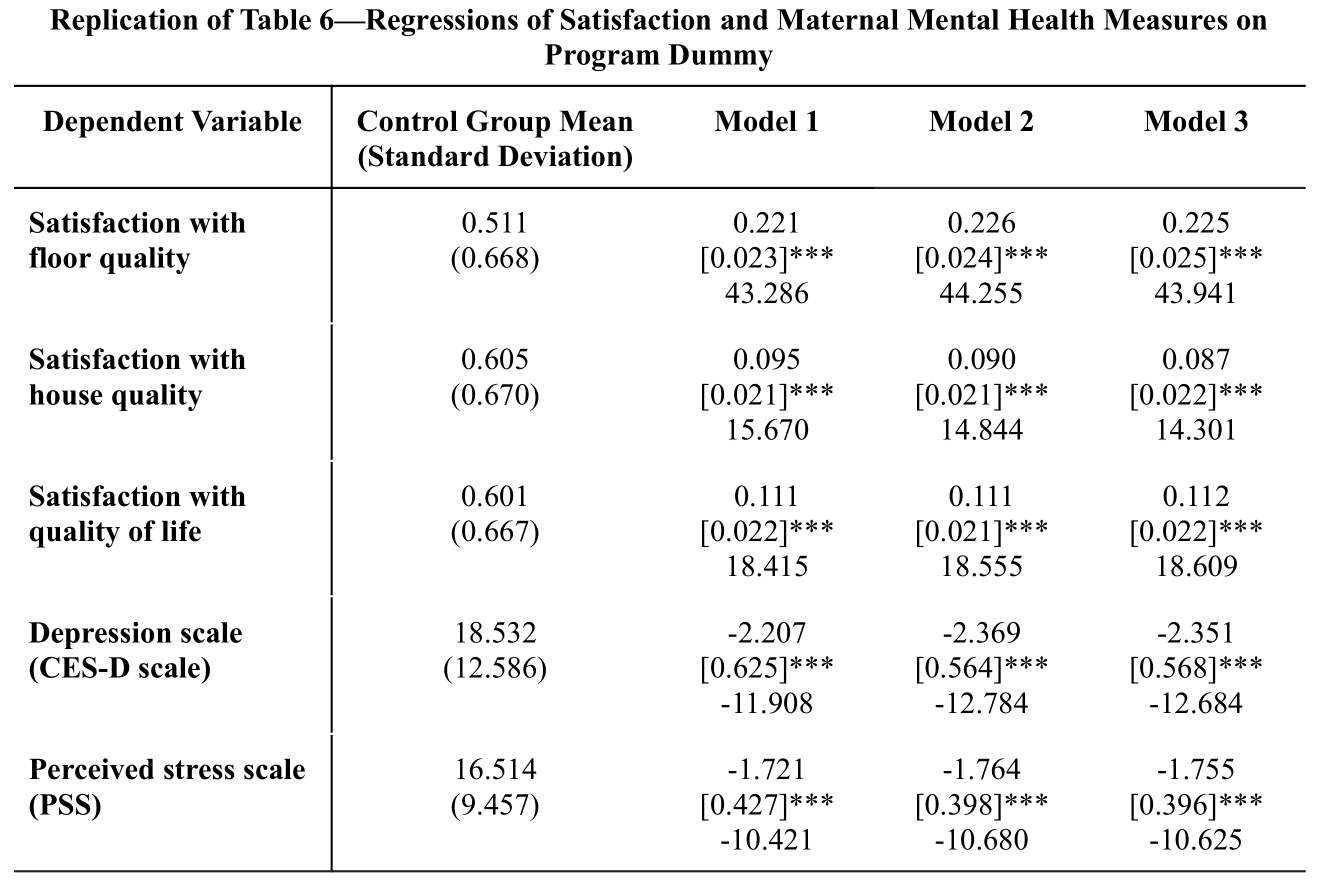 Replication of Table 6—Regressions of Satisfaction and Maternal Mental Health Measures on
Program Dummy
Dependent Variable Control Group Mean Model 1 Model 2 Model 3
(Standard Deviation)
Satisfaction with 0.511 0.221 0.226 0.225
floor quality (0.668) [0.023]*** [0.024]*** [0.025]***
43.286 44.255 43.941
Satisfaction with 0.605 0.095 0.090 0.087
house quality (0.670) [0.021]*** [0.021]*** [0.022]***
15.670 14.844 14.301
Satisfaction with 0.601 0.111 0.111 0.112
quality of life (0.667) [0.022]*** [0.021]*** [0.022]***
18.415 18.555 18.609
Depression scale 18.532 -2.207 -2.369 -2.351
(CES-D scale) (12.586) [0.625]*** [0.564]*** [0.568]***
-11.908 -12.784 -12.684
Perceived stress scale 16.514 -1.721 -1.764 -1.755
(PSS) (9.457) [0.427]*** [0.398]*** [0.396]***
-10.421 -10.680 -10.625